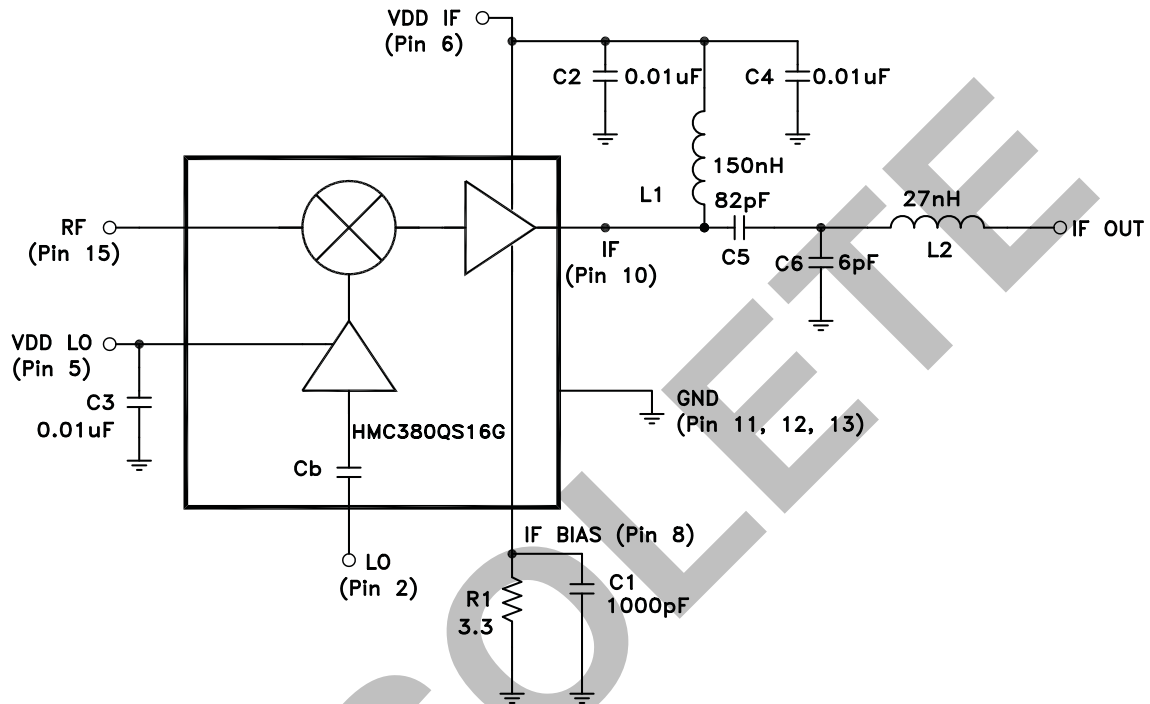 VDD IF
(Pin 6)
C2
0.01uF
C4
0.01uF
150nH
L1
82pF
27nH
RF
(Pin 15)
IF
(Pin 10)
C5
C6
6pF
L2
IF OUT
VDD LO
(Pin 5)
C3
0.01uF
GND
(Pin 11, 12, 13)
HMC380QS16G
Cb
IF BIAS (Pin 8)
LO
(Pin 2)
R1
3.3
C1
1000pF
OLETE